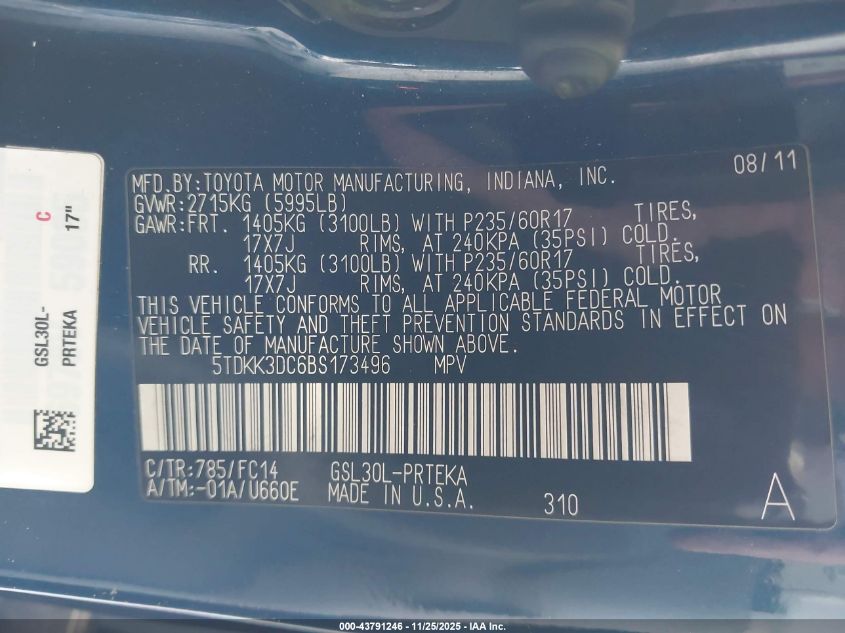 MFD.BY:TOYOTA MOTOR MANUFACTURING, INDIANA, INC. 08/11
GVWR:2715KG (5995LB)
GAWR:FRT. 1405KG (3100LB) WITH P235/60R17 TIRES,
17X7J RIMS, AT 240KPA (35PSI) COLD.
RR. 1405KG (3100LB) WITH P235/60R17 TIRES,
17X7J RIMS, AT 240KPA (35PSI) COLD.
THIS VEHICLE CONFORMS TO ALL APPLICABLE FEDERAL MOTOR
VEHICLE SAFETY AND THEFT PREVENTION STANDARDS IN EFFECT ON
THE DATE OF MANUFACTURE SHOWN ABOVE.
5TDKK3DC6BS173496 MPV
C/TR:785/FC14 GSL30L-PRTEKA
A/TM:-01A/U660E MADE IN U.S.A. 310 A
GSL30L-
PRTEKA
C
17"
000-43791246 - 11/25/2025 - IAA Inc.